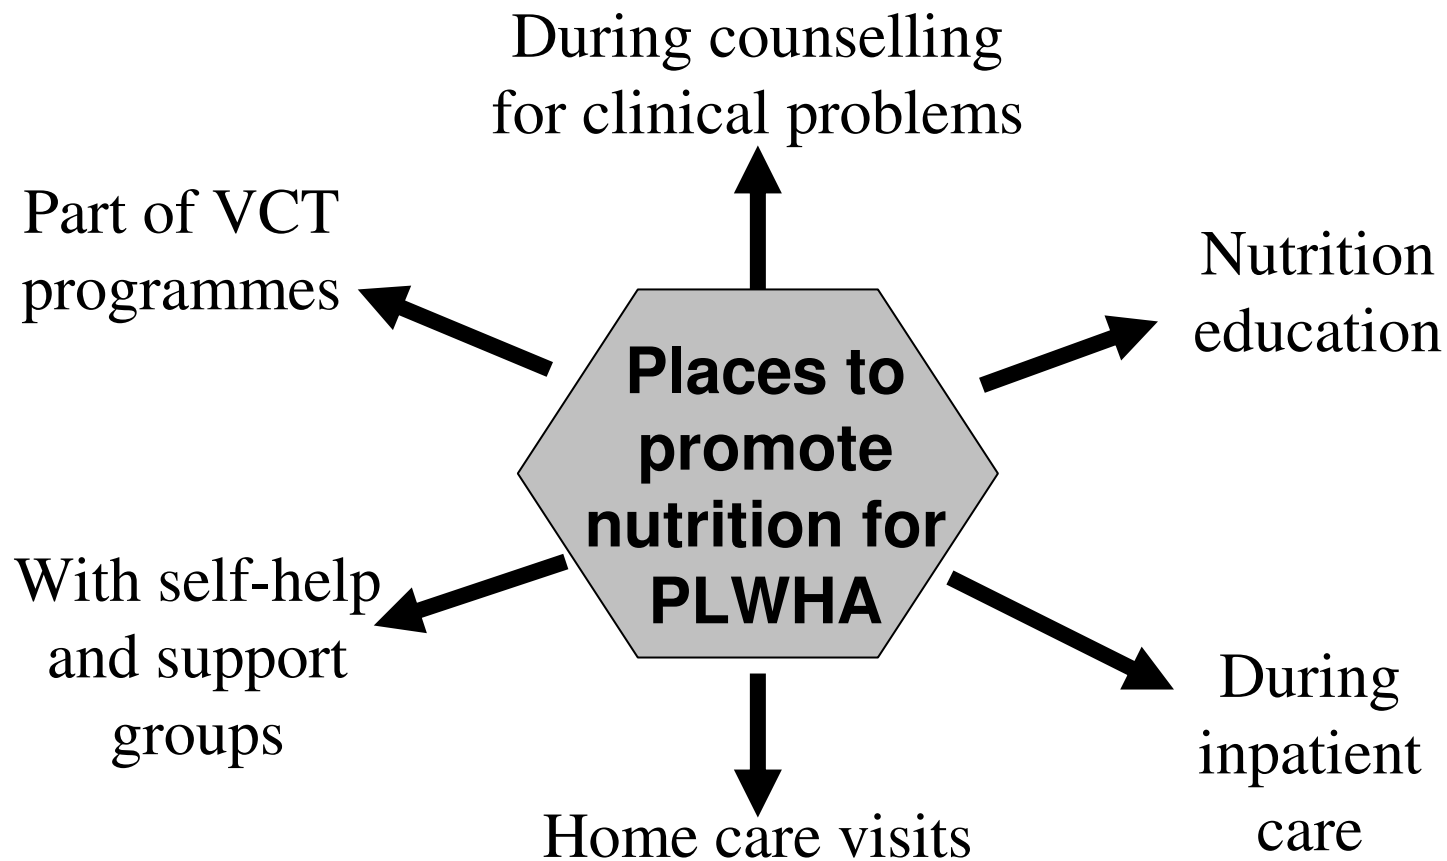 During counselling
for clinical problems
Part of VCT
programmes
Nutrition
education
Places to
promote
nutrition for
PLWHA
With self-help
and support
groups
During
inpatient
care
Home care visits